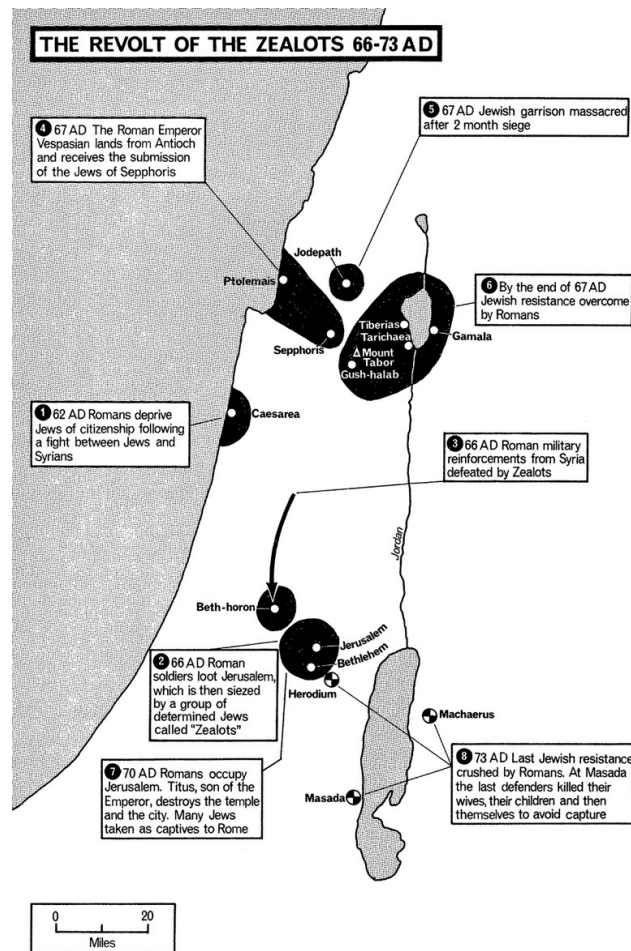 THE REVOLT OF THE ZEALOTS 66-73 AD
4 67 AD The Roman Emperor
Vespasian lands from Antioch
and receives the submission
of the Jews of Sepphoris
5 67 AD Jewish garrison massacred
after 2 month siege
Jodepath
Ptolemais
6 By the end of 67 AD
Jewish resistance overcome
by Romans
Tiberias
Tarichaea
Gamala
Sepphoris
Mount
Tabor
Gush-halab
1 62 AD Romans deprive
Jews of citizenship following
a fight between Jews and
Syrians
Caesarea
3 66 AD Roman military
reinforcements from Syria
defeated by Zealots
Jordan
Beth-horon
Jerusalem
Bethlehem
2 66 AD Roman
soldiers loot Jerusalem,
which is then siezed
by a group of
determined Jews
called "Zealots"
Herodium
Machaerus
7 70 AD Romans occupy
Jerusalem. Titus, son of the
Emperor, destroys the temple
and the city. Many Jews
taken as captives to Rome
Masada
8 73 AD Last Jewish resistance
crushed by Romans. At Masada
the last defenders killed their
wives, their children and then
themselves to avoid capture
0 20
Miles